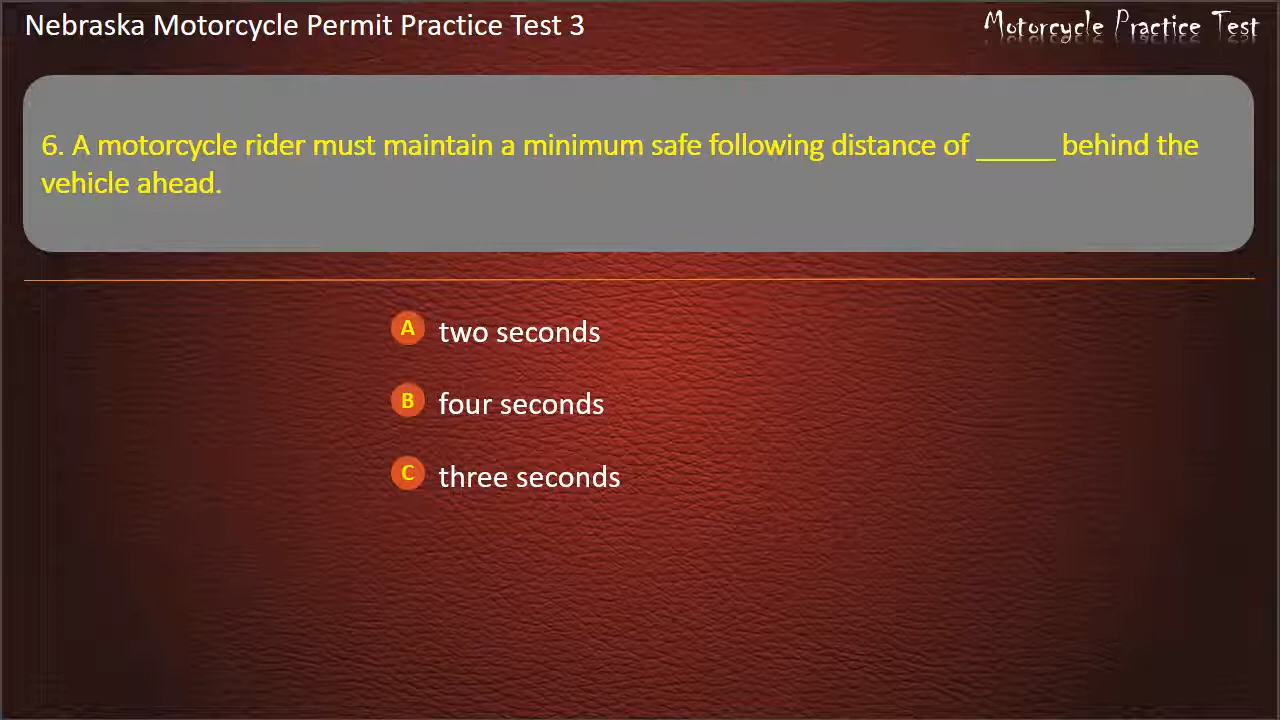 Nebraska Motorcycle Permit Practice Test 3
Motorcycle Practice Test
6. A motorcycle rider must maintain a minimum safe following distance of _____ behind the
vehicle ahead.
A two seconds
B four seconds
C three seconds